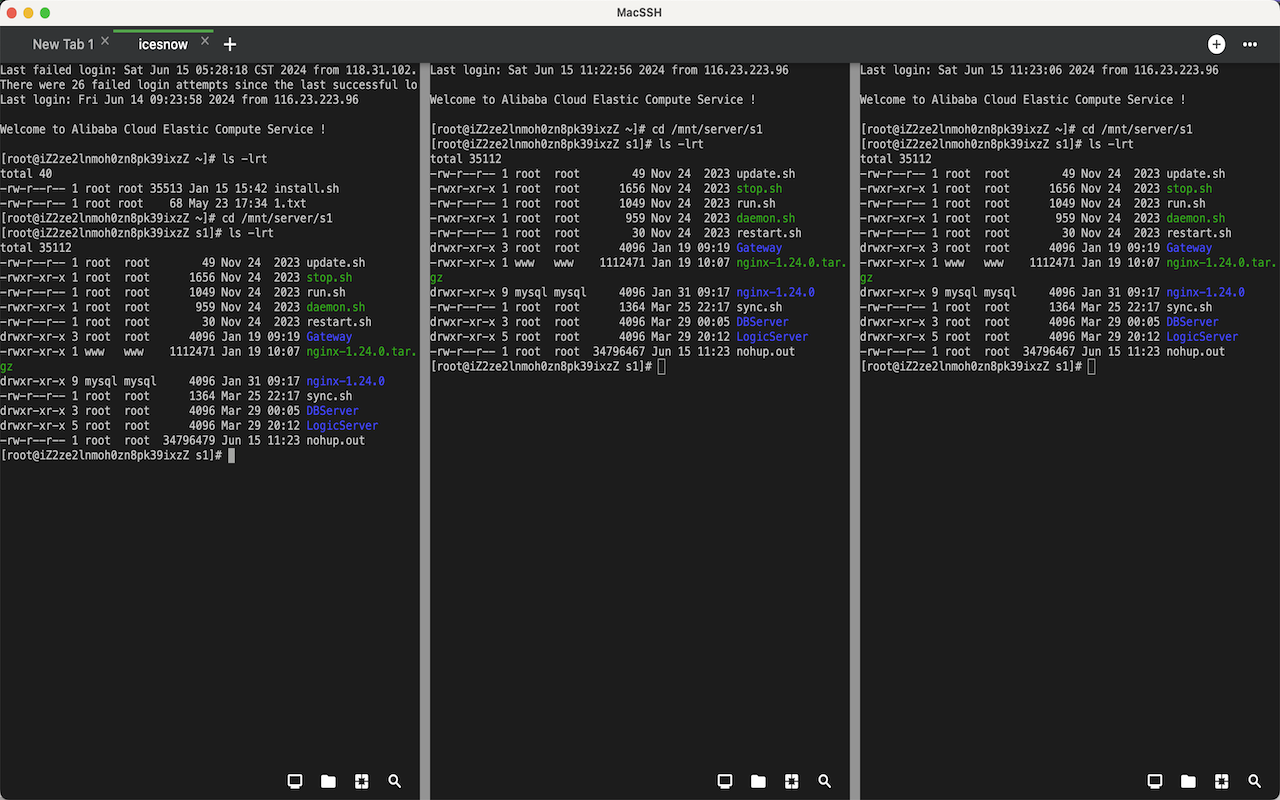 MacSSH
New Tab 1
icesnow
Last failed login: Sat Jun 15 05:28:18 CST 2024 from 118.31.102.
There were 26 failed login attempts since the last successful lo
Last login: Fri Jun 14 09:23:58 2024 from 116.23.223.96
Welcome to Alibaba Cloud Elastic Compute Service !
[root@iZ2ze2lnmoh0zn8pk39ixzZ ~]# ls -lrt
total 40
-rw-r--r-- 1 root root 35513 Jan 15 15:42 install.sh
-rw-r--r-- 1 root root    68 May 23 17:34 1.txt
[root@iZ2ze2lnmoh0zn8pk39ixzZ ~]# cd /mnt/server/s1
[root@iZ2ze2lnmoh0zn8pk39ixzZ s1]# ls -lrt
total 35112
-rw-r--r-- 1 root  root        49 Nov 24  2023 update.sh
-rwxr-xr-x 1 root  root      1656 Nov 24  2023 stop.sh
-rw-r--r-- 1 root  root      1049 Nov 24  2023 run.sh
-rwxr-xr-x 1 root  root       959 Nov 24  2023 daemon.sh
-rw-r--r-- 1 root  root        30 Nov 24  2023 restart.sh
drwxr-xr-x 3 root  root      4096 Jan 19 09:19 Gateway
-rwxr-xr-x 1 www   www    1112471 Jan 19 10:07 nginx-1.24.0.tar.
gz
drwxr-xr-x 9 mysql mysql     4096 Jan 31 09:17 nginx-1.24.0
-rw-r--r-- 1 root  root      1364 Mar 25 22:17 sync.sh
drwxr-xr-x 3 root  root      4096 Mar 29 00:05 DBServer
drwxr-xr-x 5 root  root      4096 Mar 29 20:12 LogicServer
-rw-r--r-- 1 root  root  34796479 Jun 15 11:23 nohup.out
[root@iZ2ze2lnmoh0zn8pk39ixzZ s1]#
Last login: Sat Jun 15 11:22:56 2024 from 116.23.223.96
Welcome to Alibaba Cloud Elastic Compute Service !
[root@iZ2ze2lnmoh0zn8pk39ixzZ ~]# cd /mnt/server/s1
[root@iZ2ze2lnmoh0zn8pk39ixzZ s1]# ls -lrt
total 35112
-rw-r--r-- 1 root  root        49 Nov 24  2023 update.sh
-rwxr-xr-x 1 root  root      1656 Nov 24  2023 stop.sh
-rw-r--r-- 1 root  root      1049 Nov 24  2023 run.sh
-rwxr-xr-x 1 root  root       959 Nov 24  2023 daemon.sh
-rw-r--r-- 1 root  root        30 Nov 24  2023 restart.sh
drwxr-xr-x 3 root  root      4096 Jan 19 09:19 Gateway
-rwxr-xr-x 1 www   www    1112471 Jan 19 10:07 nginx-1.24.0.tar.
gz
drwxr-xr-x 9 mysql mysql     4096 Jan 31 09:17 nginx-1.24.0
-rw-r--r-- 1 root  root      1364 Mar 25 22:17 sync.sh
drwxr-xr-x 3 root  root      4096 Mar 29 00:05 DBServer
drwxr-xr-x 5 root  root      4096 Mar 29 20:12 LogicServer
-rw-r--r-- 1 root  root  34796467 Jun 15 11:23 nohup.out
[root@iZ2ze2lnmoh0zn8pk39ixzZ s1]#
Last login: Sat Jun 15 11:23:06 2024 from 116.23.223.96
Welcome to Alibaba Cloud Elastic Compute Service !
[root@iZ2ze2lnmoh0zn8pk39ixzZ ~]# cd /mnt/server/s1
[root@iZ2ze2lnmoh0zn8pk39ixzZ s1]# ls -lrt
total 35112
-rw-r--r-- 1 root  root        49 Nov 24  2023 update.sh
-rwxr-xr-x 1 root  root      1656 Nov 24  2023 stop.sh
-rw-r--r-- 1 root  root      1049 Nov 24  2023 run.sh
-rwxr-xr-x 1 root  root       959 Nov 24  2023 daemon.sh
-rw-r--r-- 1 root  root        30 Nov 24  2023 restart.sh
drwxr-xr-x 3 root  root      4096 Jan 19 09:19 Gateway
-rwxr-xr-x 1 www   www    1112471 Jan 19 10:07 nginx-1.24.0.tar.
gz
drwxr-xr-x 9 mysql mysql     4096 Jan 31 09:17 nginx-1.24.0
-rw-r--r-- 1 root  root      1364 Mar 25 22:17 sync.sh
drwxr-xr-x 3 root  root      4096 Mar 29 00:05 DBServer
drwxr-xr-x 5 root  root      4096 Mar 29 20:12 LogicServer
-rw-r--r-- 1 root  root  34796467 Jun 15 11:23 nohup.out
[root@iZ2ze2lnmoh0zn8pk39ixzZ s1]#